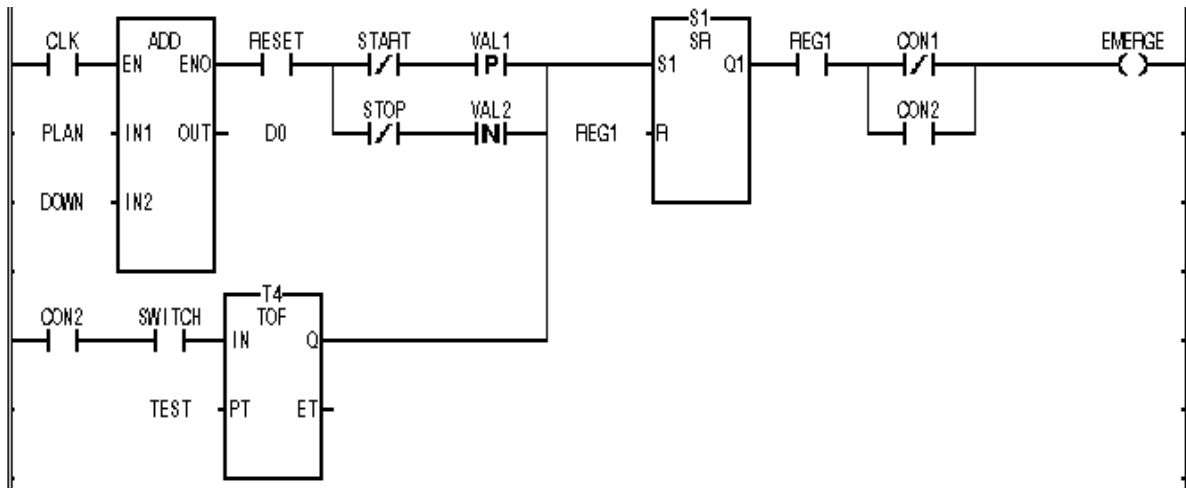 S1
CLK ADD RESET START VAL1 SR REG1 CON1 EMERGE
EN ENO P S1 Q1
STOP VAL2 CON2
PLAN IN1 OUT D0 N REG1 R
DOWN IN2
T4
CON2 SWITCH TOF
IN Q
TEST PT ET